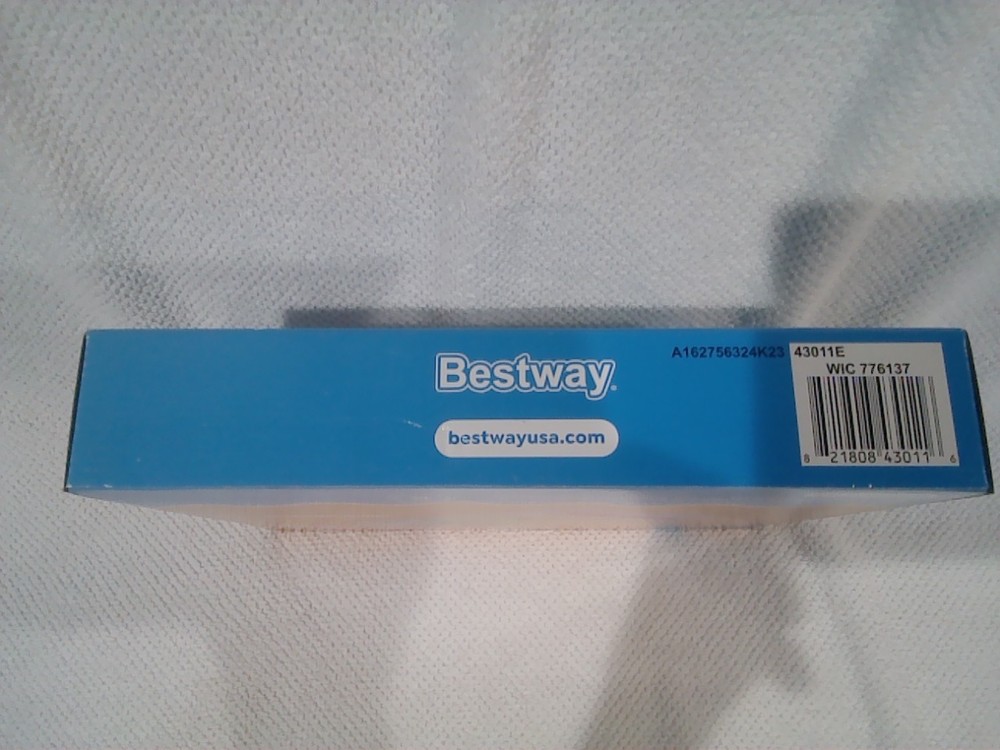 Bestway
bestwayusa.com
A162756324K23 43011E
WIC 776137
8 21808 43011 6